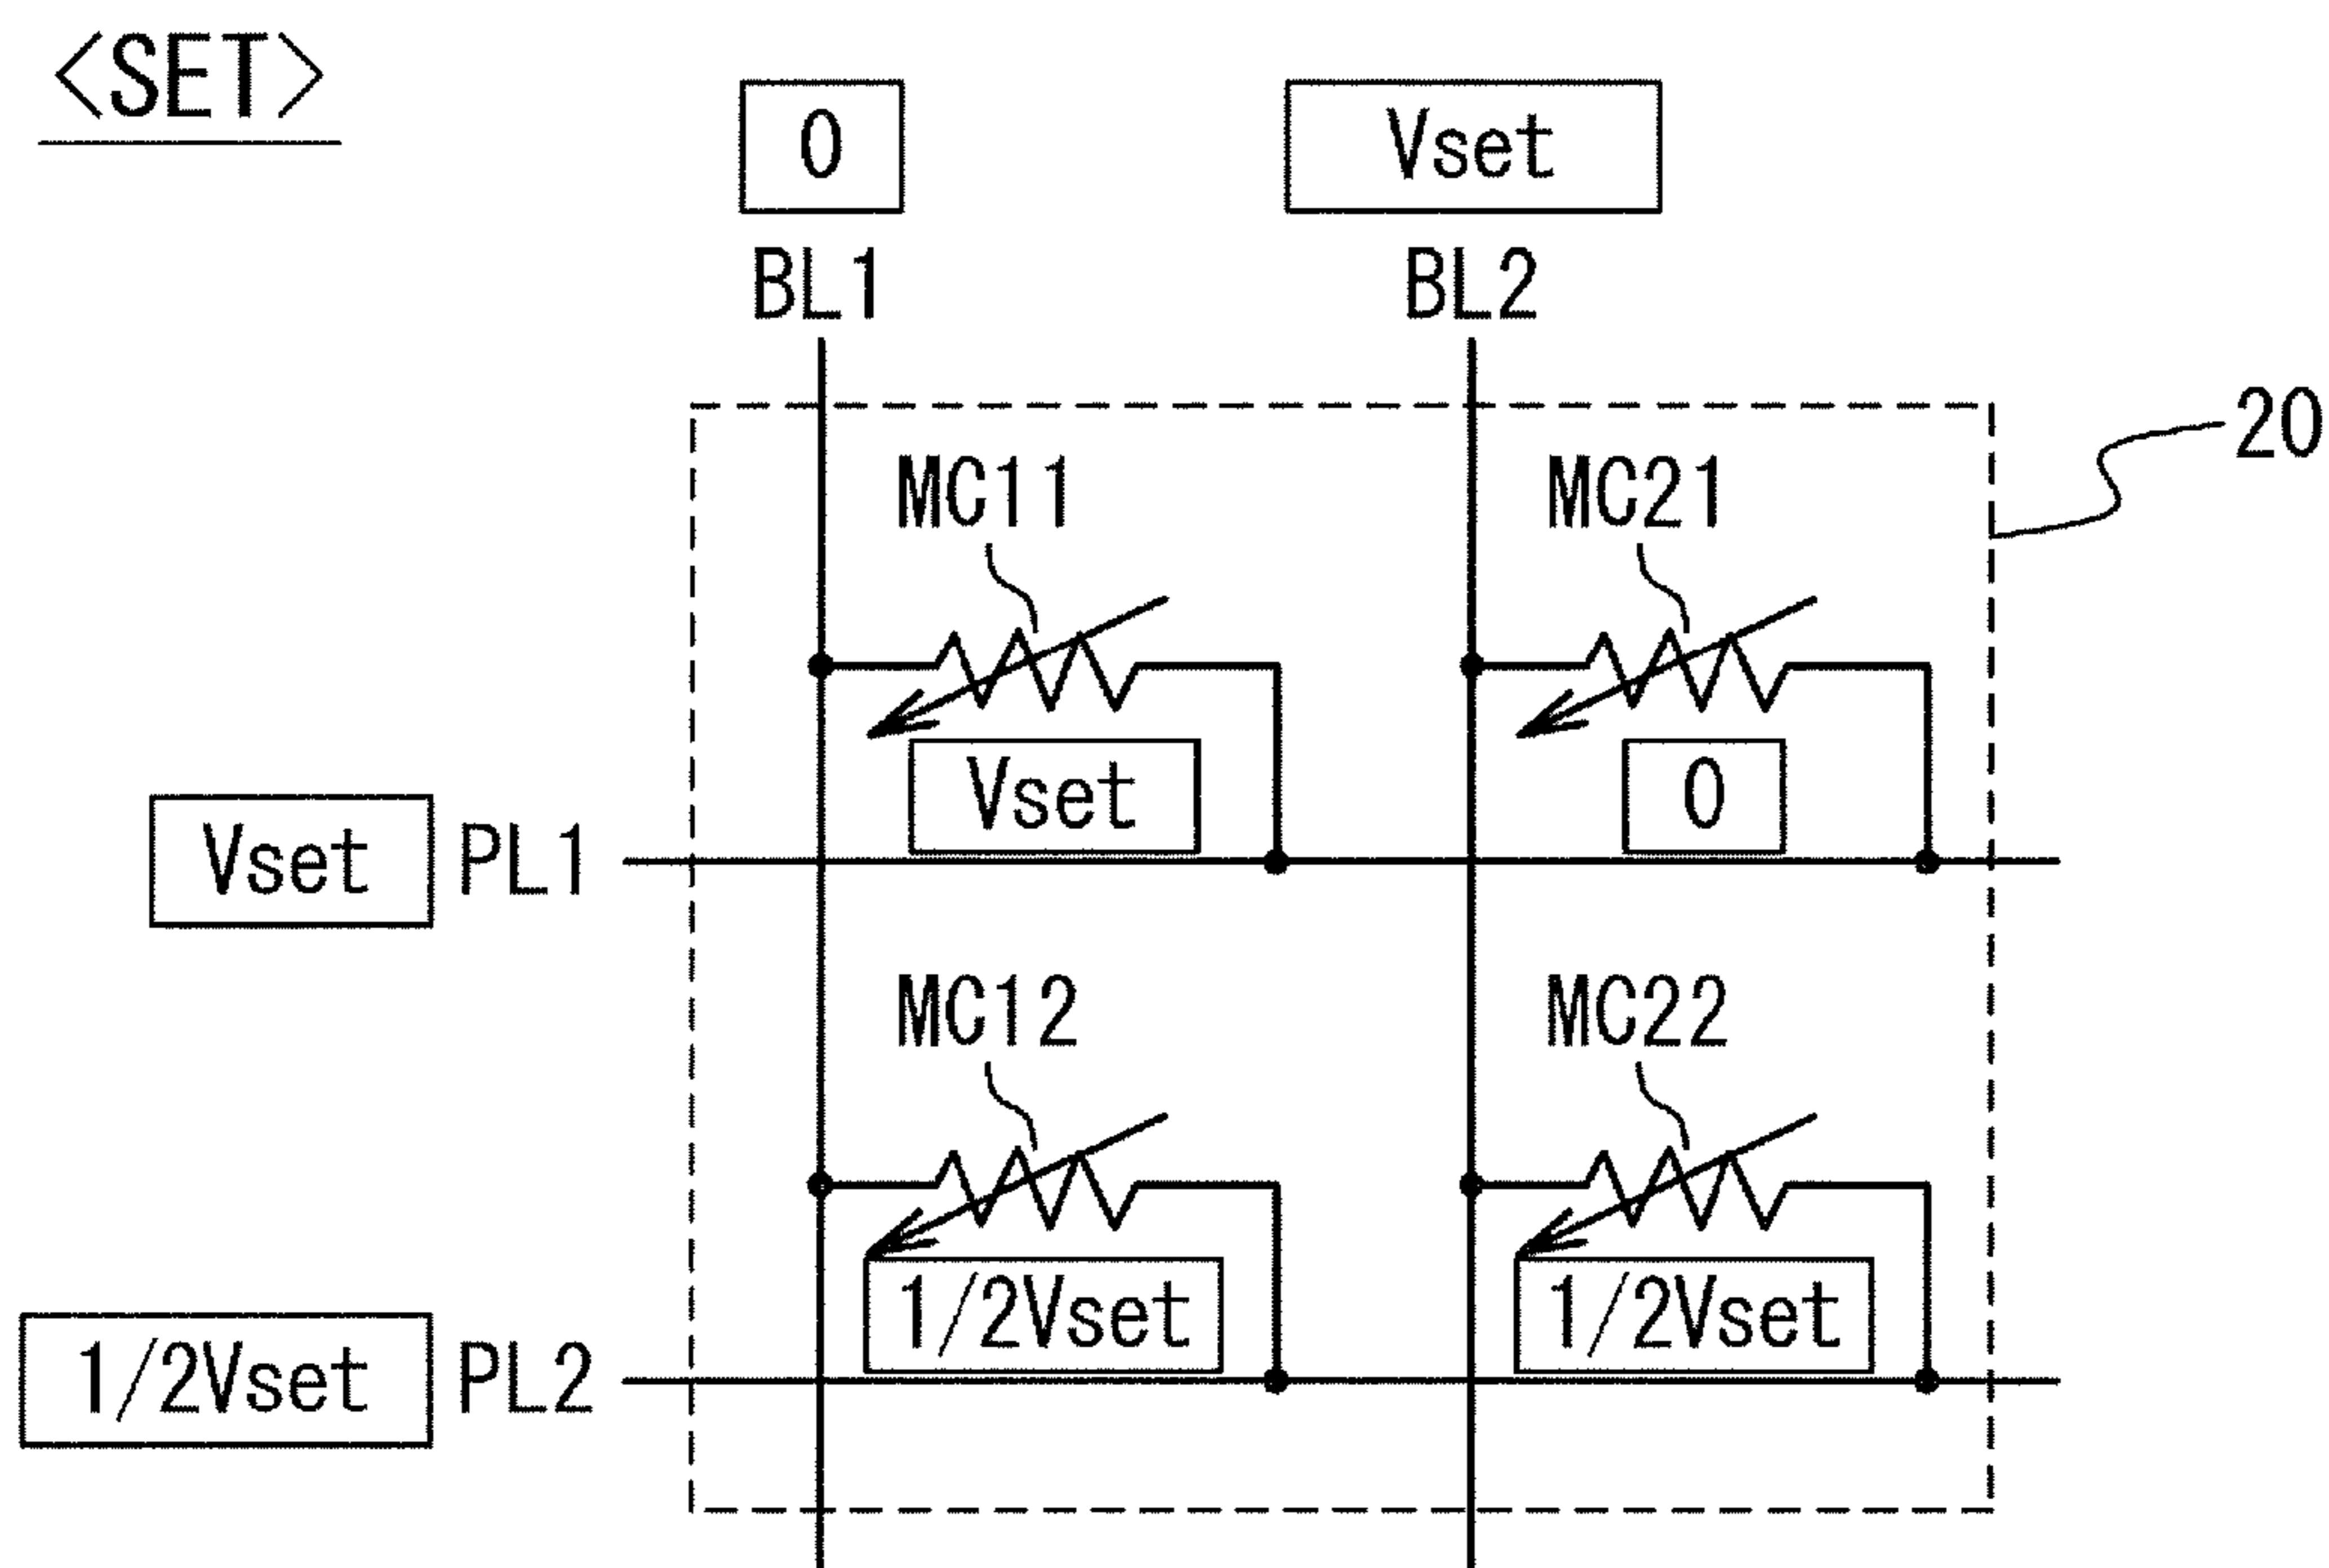 <SET>
0
Vset
BL1
BL2
20
MC11
MC21
Vset
0
Vset
PL1
MC12
MC22
1/2Vset
1/2Vset
1/2Vset
PL2